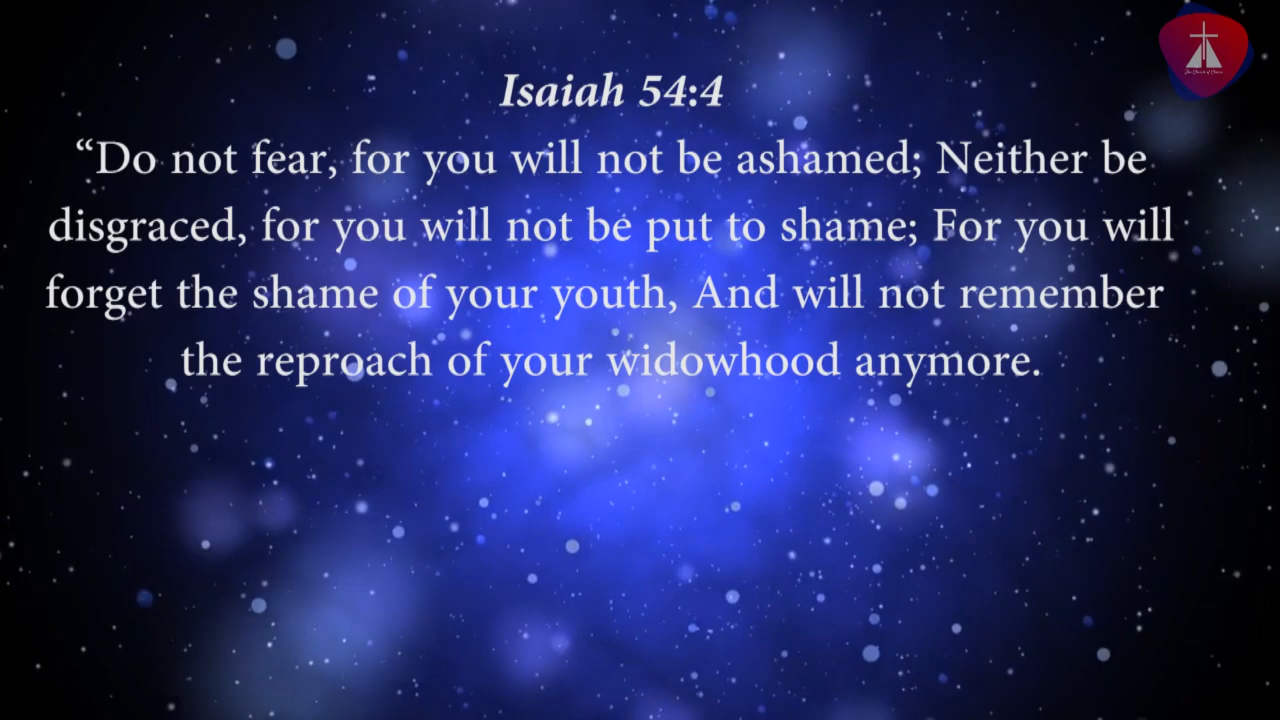 Isaiah 54:4
“Do not fear, for you will not be ashamed; Neither be
disgraced, for you will not be put to shame; For you will
forget the shame of your youth, And will not remember
the reproach of your widowhood anymore.